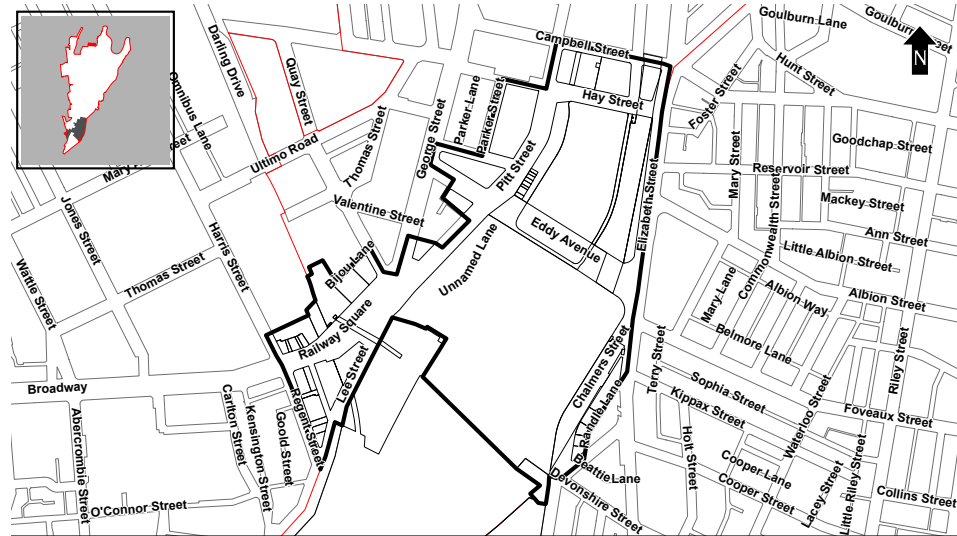 Goulburn Lane
Goulburn Street
Campbell Street
Darling Drive
Quay Street
Omnibus Lane
Hunt Street
Foster Street
Hay Street
Parker Lane
Parker Street
George Street
Thomas Street
Ultimo Road
Goodchap Street
Mary Street
Reservoir Street
Pitt Street
Mackey Street
Commonwealth Street
Elizabeth Street
Jones Street
Valentine Street
Eddy Avenue
Ann Street
Harris Street
Little Albion Street
Unnamed Lane
Bijou Lane
Thomas Street
Wattle Street
Mary Lane
Albion Way
Albion Street
Railway Square
Belmore Lane
Lee Street
Chalmers Street
Terry Street
Riley Street
Broadway
Sophia Street
Kippax Street
Foveaux Street
Regent Street
Carlton Street
Kensington Street
Goold Street
Abercrombie Street
Randle Lane
Holt Street
Waterloo Street
Beattie Lane
Cooper Lane
Cooper Street
Devonshire Street
Lacey Street
Little Riley Street
Collins Street
O'Connor Street
N